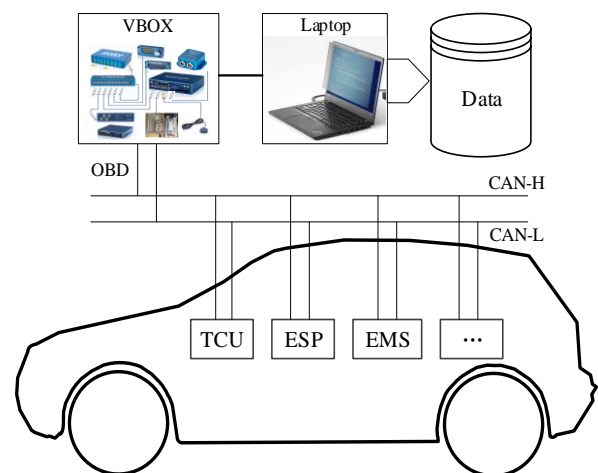 VBOX
Laptop
Data
OBD
CAN-H
CAN-L
TCU
ESP
EMS
...